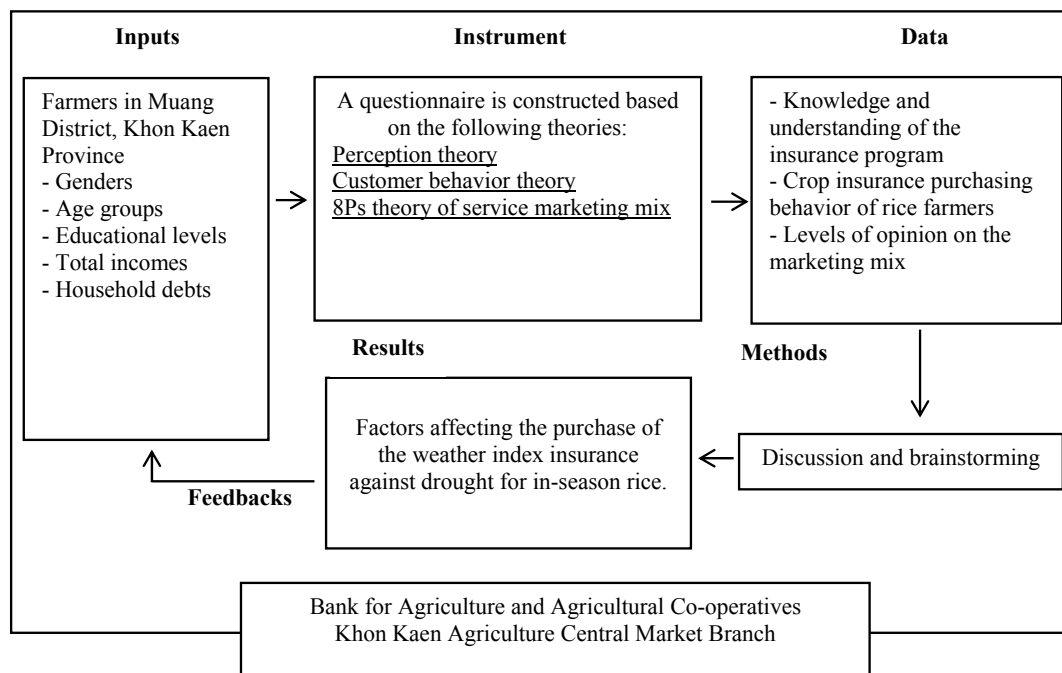 Inputs
Farmers in Muang
District, Khon Kaen
Province
- Genders
- Age groups
- Educational levels
- Total incomes
- Household debts
Instrument
A questionnaire is constructed based
on the following theories:
Perception theory
Customer behavior theory
8Ps theory of service marketing mix
Data
- Knowledge and
understanding of the
insurance program
- Crop insurance purchasing
behavior of rice farmers
- Levels of opinion on the
marketing mix
Methods
Discussion and brainstorming
Results
Factors affecting the purchase of
the weather index insurance
against drought for in-season rice.
Feedbacks
Bank for Agriculture and Agricultural Co-operatives
Khon Kaen Agriculture Central Market Branch